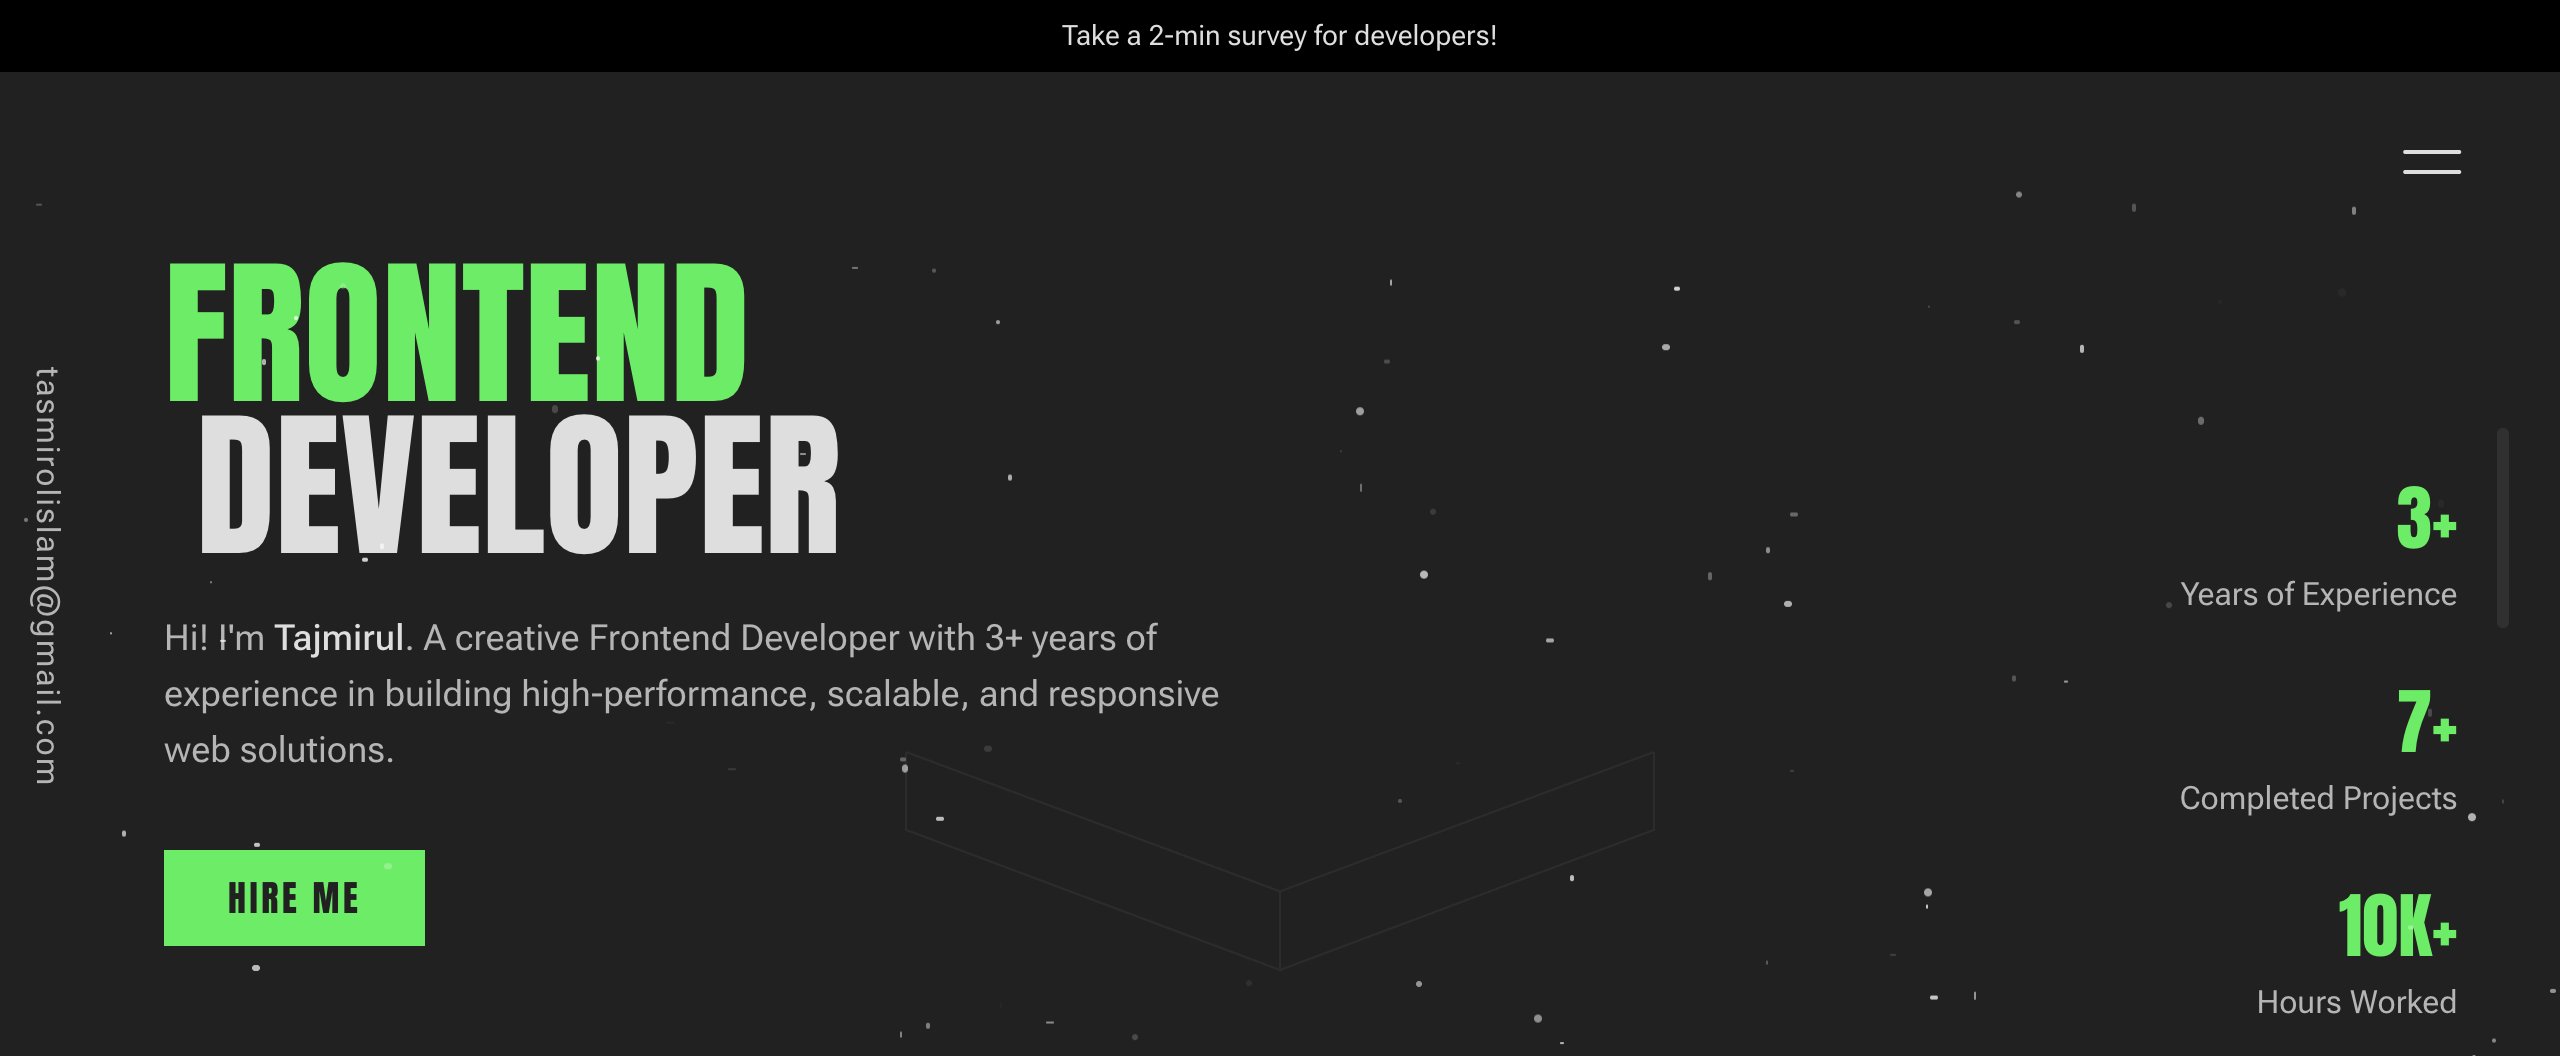 Take a 2-min survey for developers!
FRONTEND
DEVELOPER
Hi! I'm Tajmirul. A creative Frontend Developer with 3+ years of
experience in building high-performance, scalable, and responsive
web solutions.
HIRE ME
tasmirolislam@gmail.com
3+
Years of Experience
7+
Completed Projects
10K+
Hours Worked